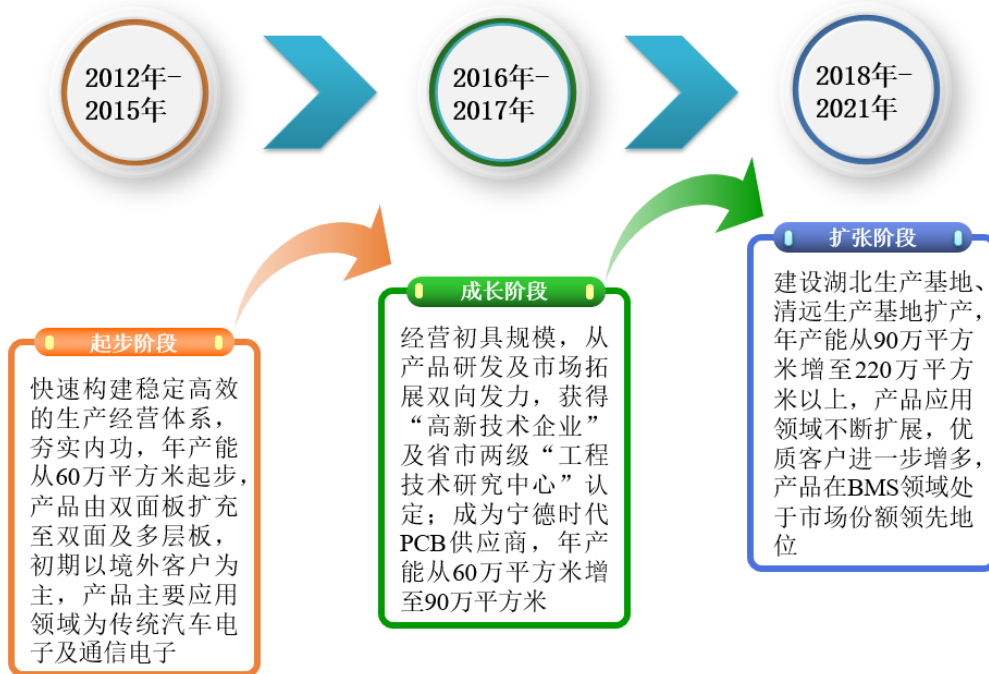 2012年-
2015年
2016年-
2017年
2018年-
2021年
起步阶段
快速构建稳定高效
的生产经营体系，
夯实内功，年产能
从60万平方米起步，
产品由双面板扩充
至双面及多层板，
初期以境外客户为
主，产品主要应用
领域为传统汽车电
子及通信电子
成长阶段
经营初具规模，从
产品研发及市场拓
展双向发力，获得
“高新技术企业”
及省市两级“工程
技术研究中心”认
定；成为宁德时代
PCB供应商，年产
能从60万平方米增
至90万平方米
扩张阶段
建设湖北生产基地、
清远生产基地扩产，
年产能从90万平方
米增至220万平方
米以上，产品应用
领域不断扩展，优
质客户进一步增多，
产品在BMS领域处
于市场份额领先地
位